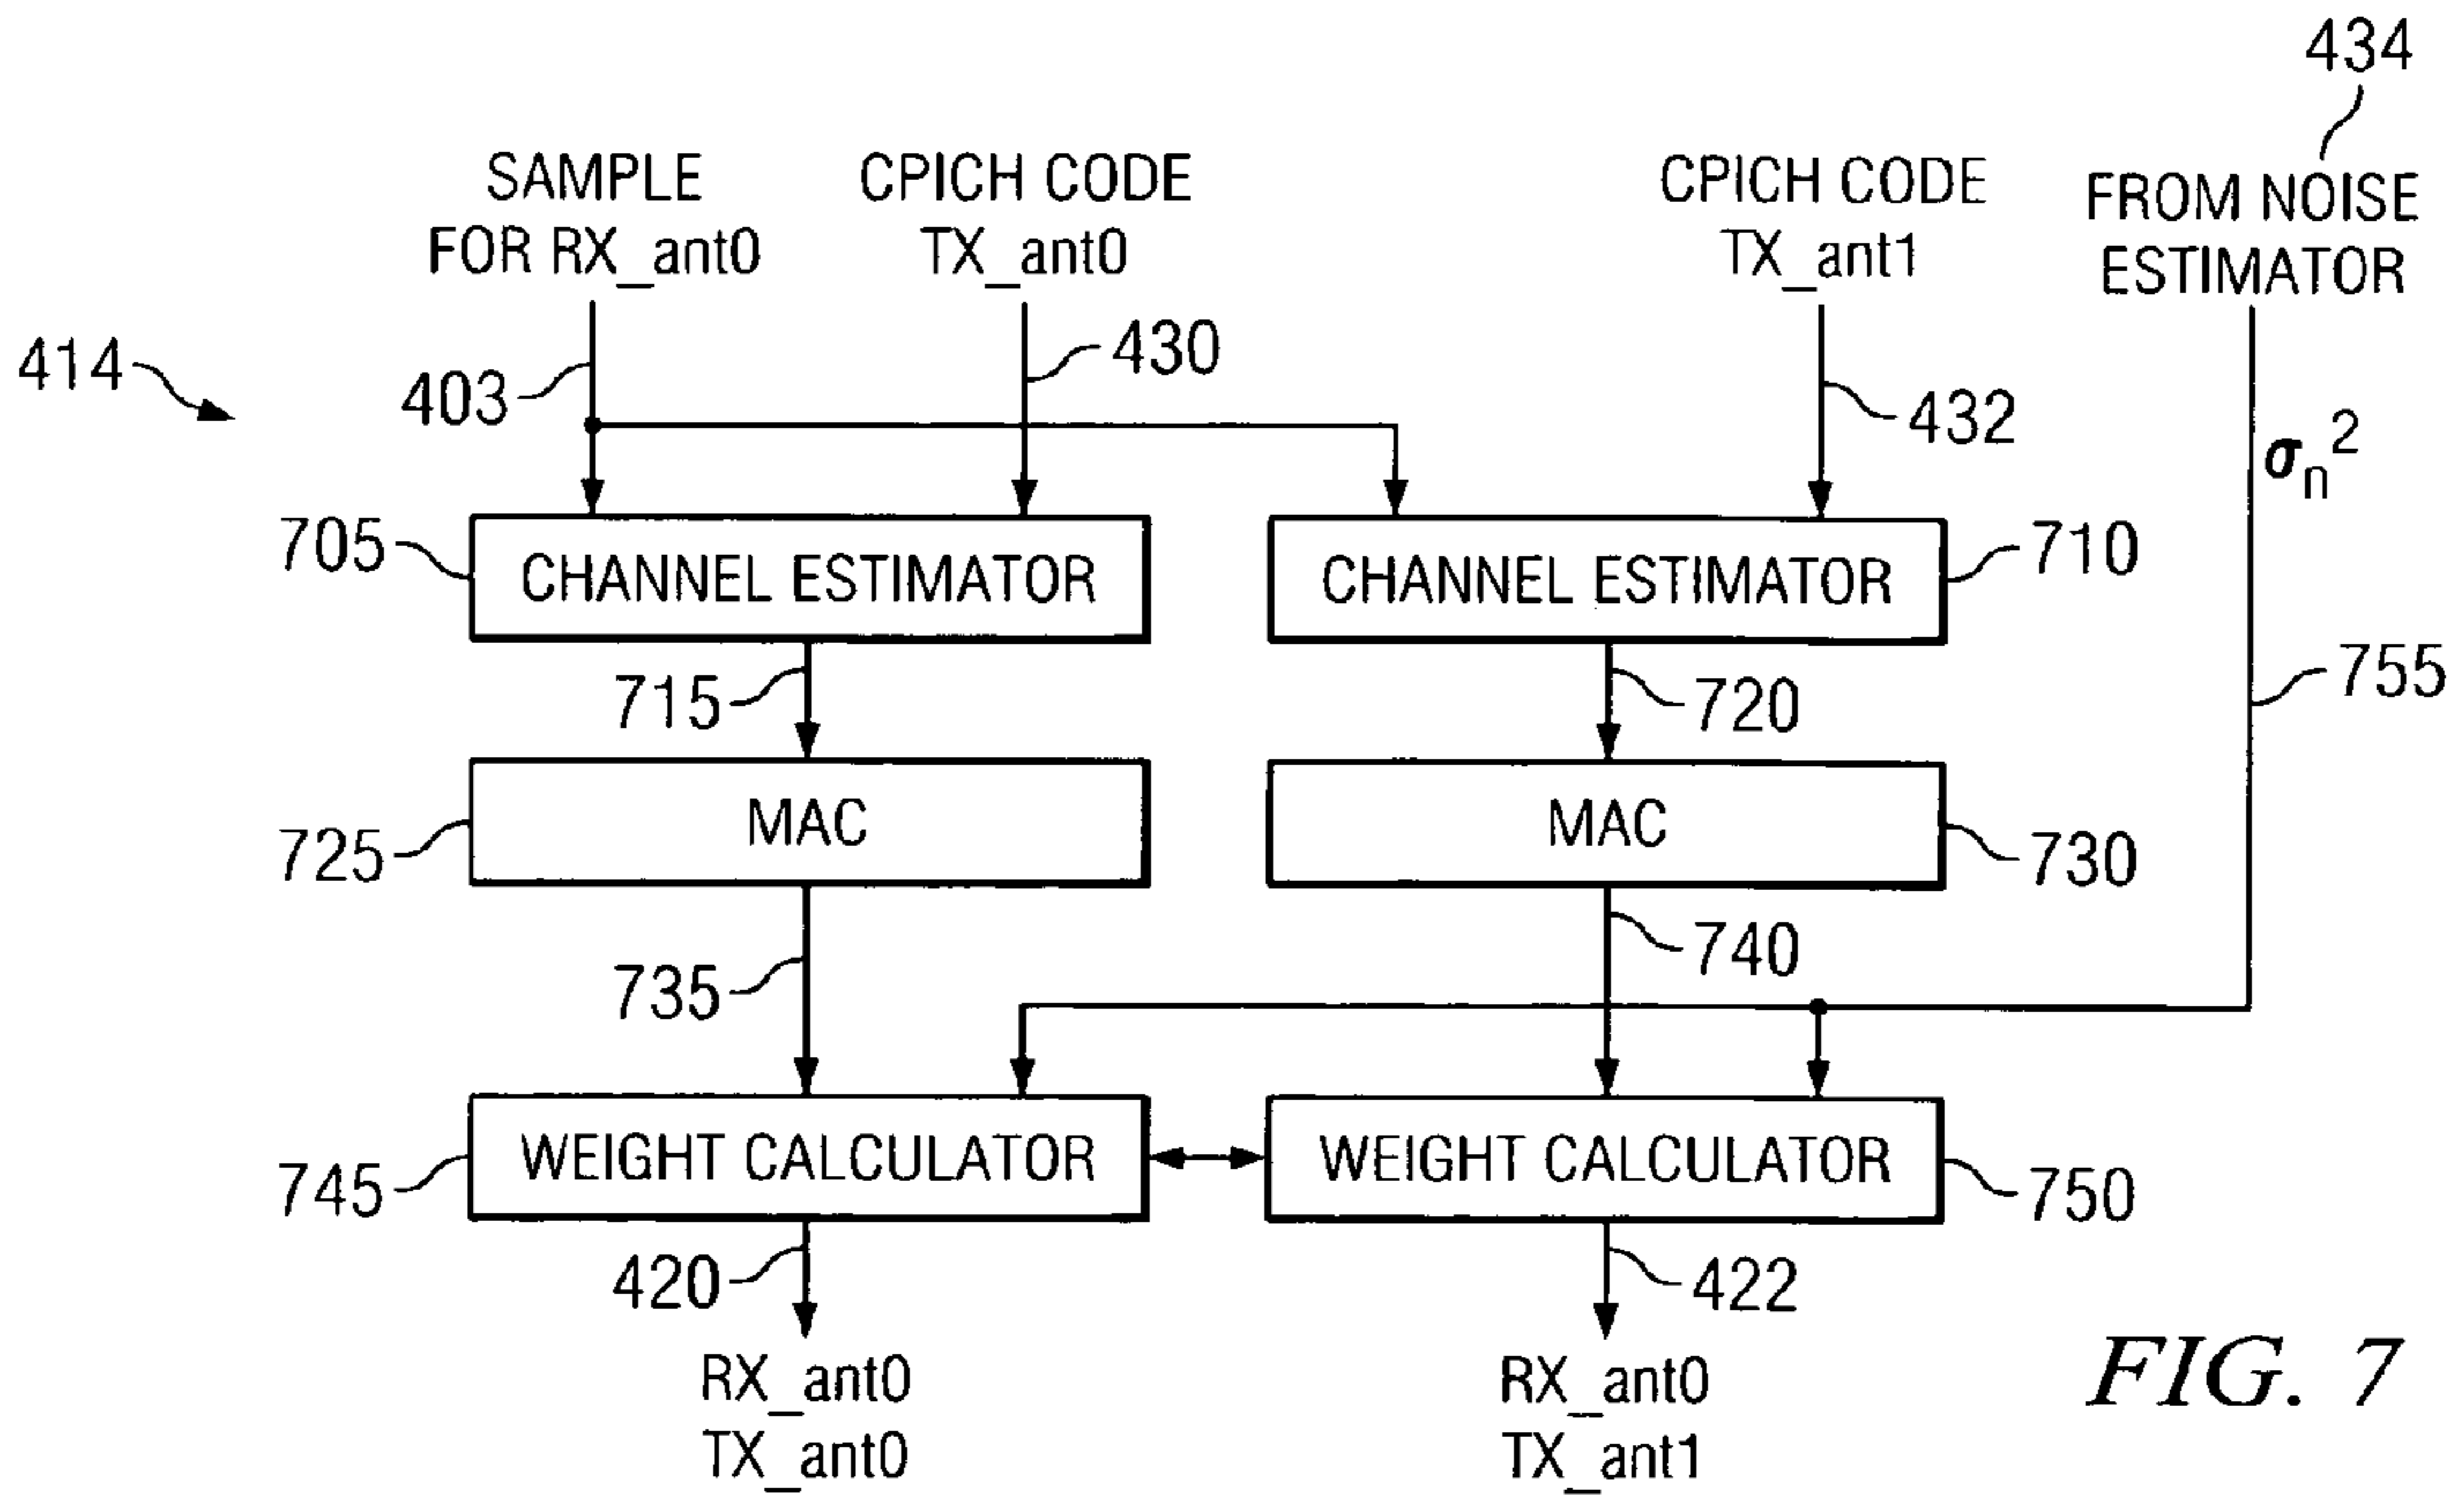 434
SAMPLE
FOR RX_ant0
CPICH CODE
TX_ant0
CPICH CODE
TX_ant1
FROM NOISE
ESTIMATOR
414
403
430
432
σn²
705
CHANNEL ESTIMATOR
CHANNEL ESTIMATOR
710
715
720
755
725
MAC
MAC
730
735
740
745
WEIGHT CALCULATOR
WEIGHT CALCULATOR
750
420
422
RX_ant0
TX_ant0
RX_ant0
TX_ant1
FIG. 7